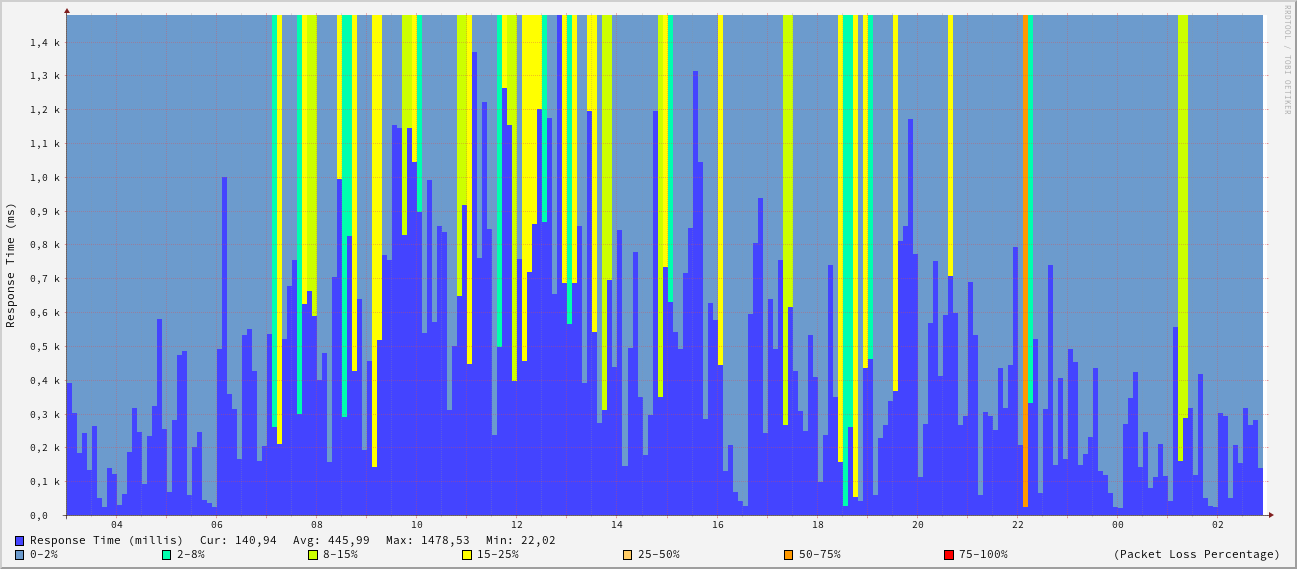 RRDTOOL / TOBI OETIKER
Response Time (ms)
1,4 k
1,3 k
1,2 k
1,1 k
1,0 k
0,9 k
0,8 k
0,7 k
0,6 k
0,5 k
0,4 k
0,3 k
0,2 k
0,1 k
0,0
04 06 08 10 12 14 16 18 20 22 00 02
Response Time (millis) Cur: 140,94 Avg: 445,99 Max: 1478,53 Min: 22,02
0-2% 2-8% 8-15% 15-25% 25-50% 50-75% 75-100% (Packet Loss Percentage)